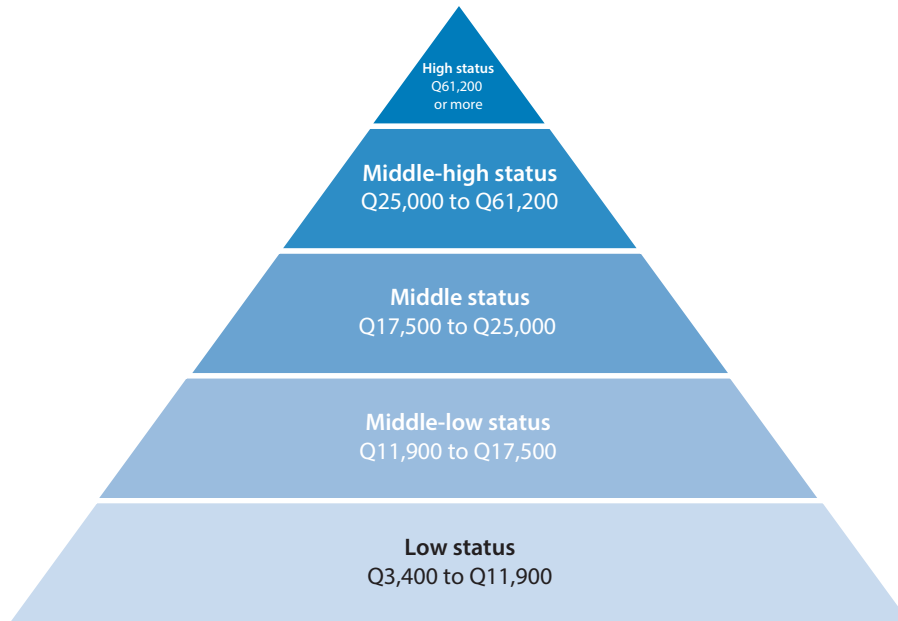 High status
Q61,200
or more
Middle-high status
Q25,000 to Q61,200
Middle status
Q17,500 to Q25,000
Middle-low status
Q11,900 to Q17,500
Low status
Q3,400 to Q11,900